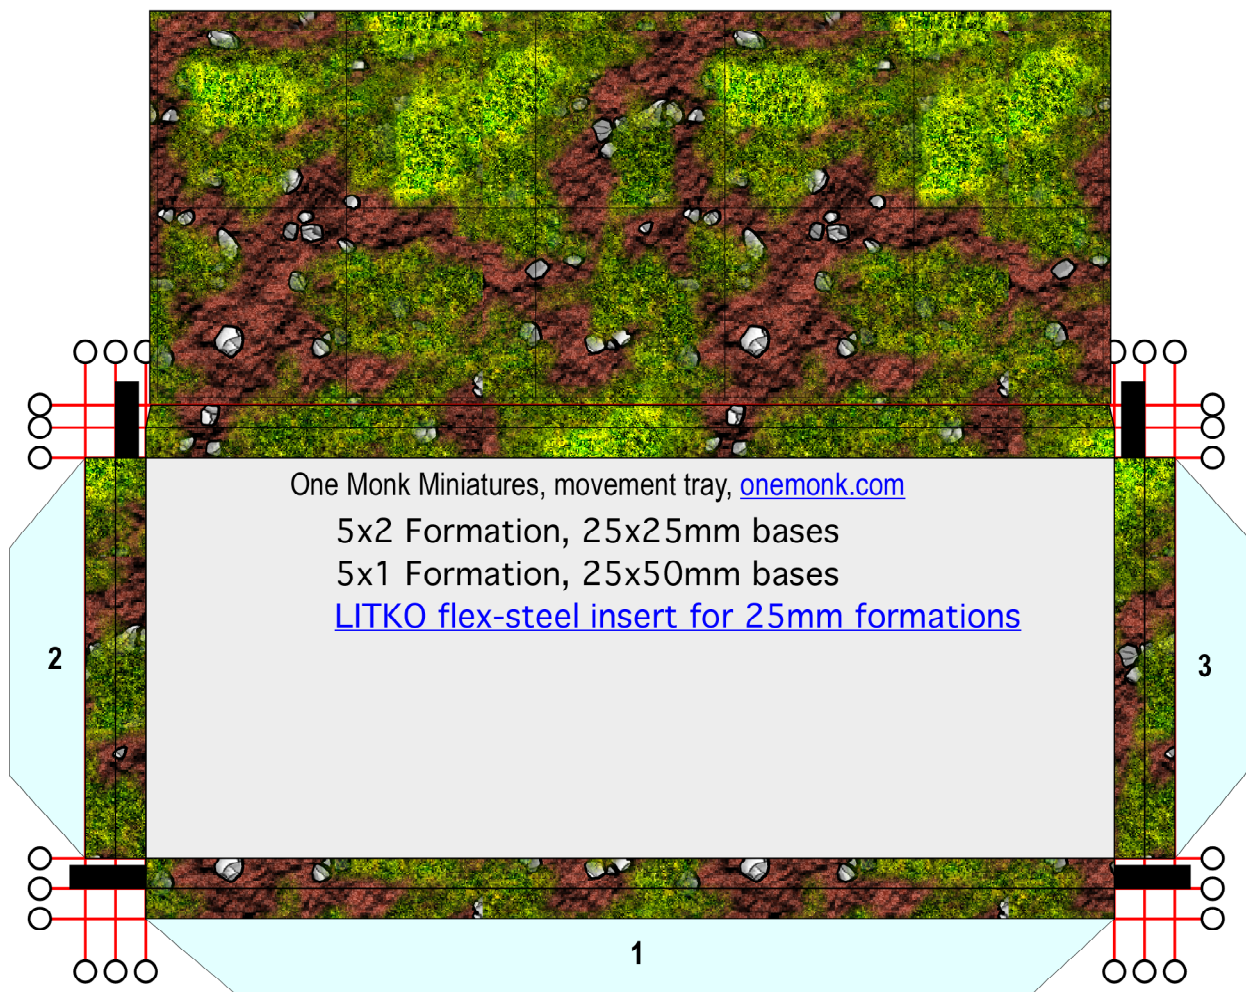 One Monk Miniatures, movement tray, onemonk.com
5x2 Formation, 25x25mm bases
5x1 Formation, 25x50mm bases
LITKO flex-steel insert for 25mm formations
2
3
1